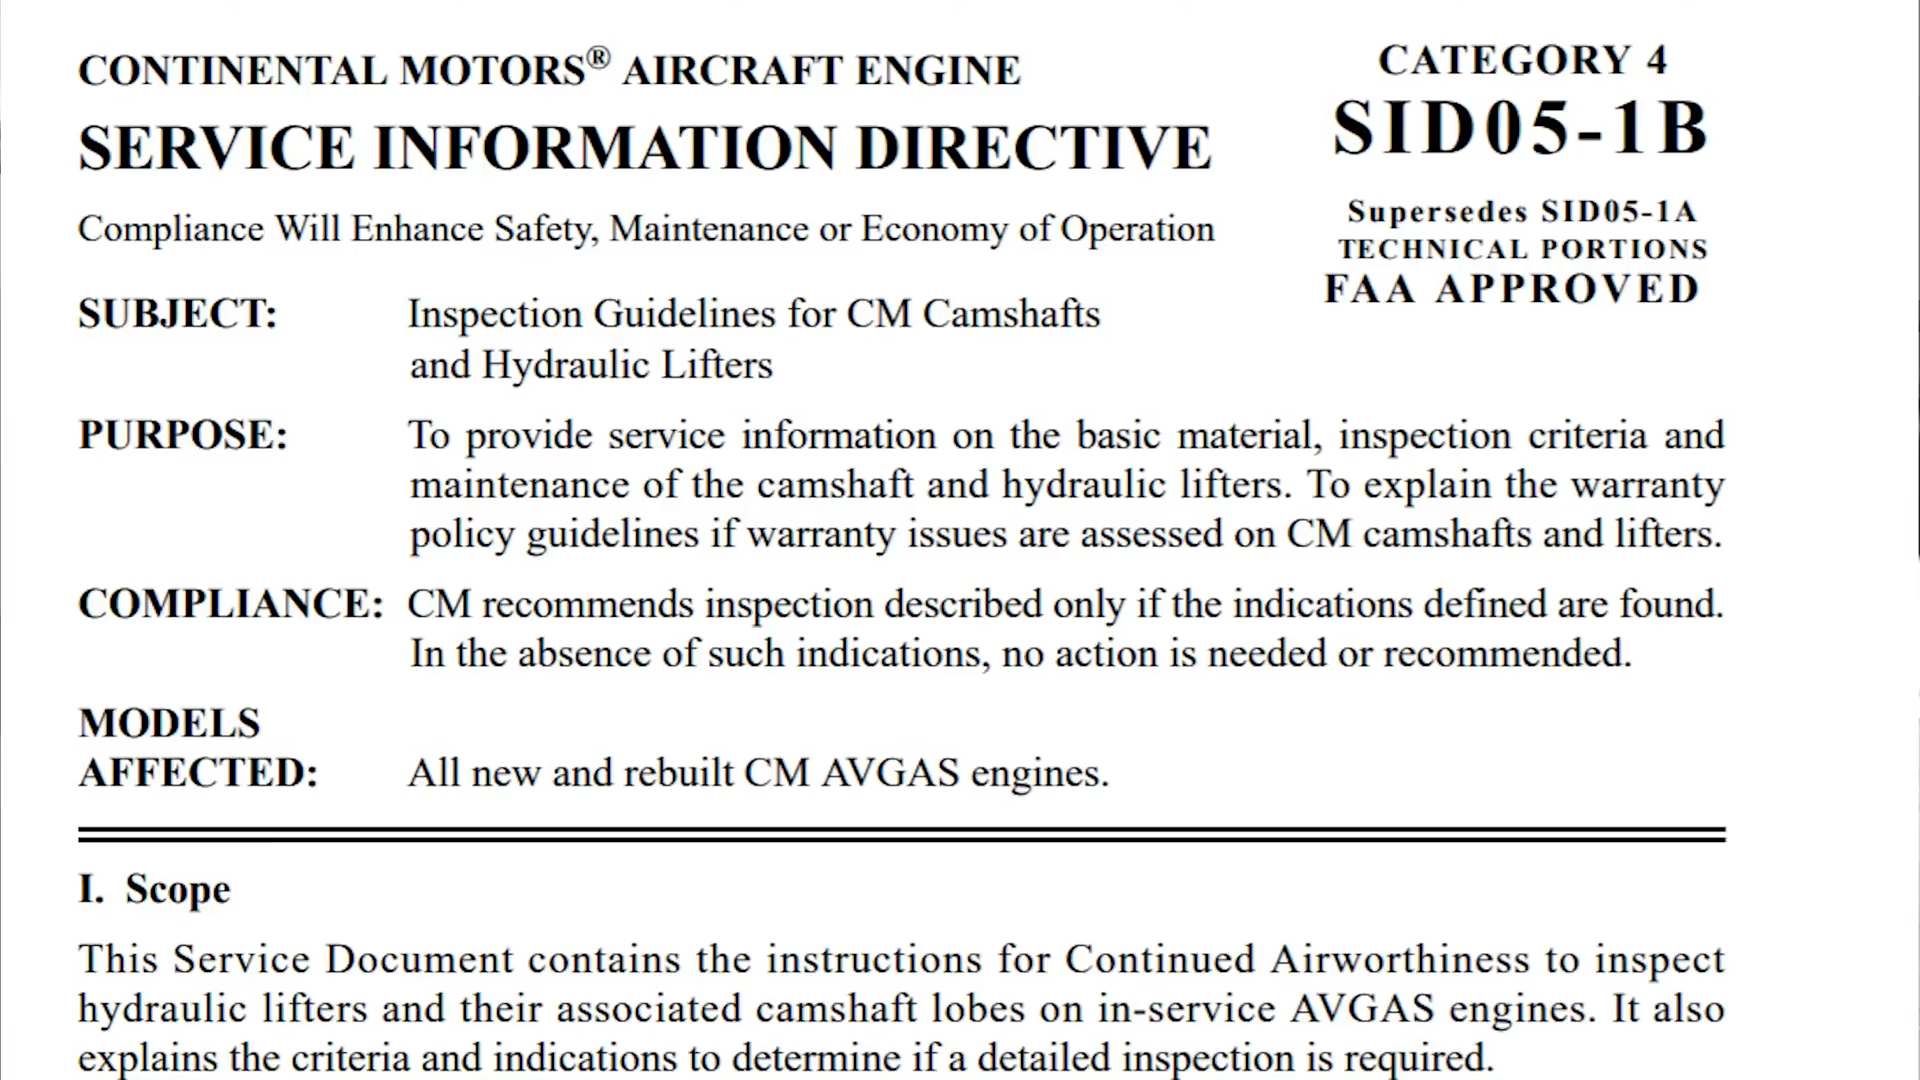 CONTINENTAL MOTORS® AIRCRAFT ENGINE
CATEGORY 4
SERVICE INFORMATION DIRECTIVE
SID05-1B
Compliance Will Enhance Safety, Maintenance or Economy of Operation
Supersedes SID05-1A
TECHNICAL PORTIONS
FAA APPROVED
SUBJECT: Inspection Guidelines for CM Camshafts
and Hydraulic Lifters
PURPOSE: To provide service information on the basic material, inspection criteria and
maintenance of the camshaft and hydraulic lifters. To explain the warranty
policy guidelines if warranty issues are assessed on CM camshafts and lifters.
COMPLIANCE: CM recommends inspection described only if the indications defined are found.
In the absence of such indications, no action is needed or recommended.
MODELS
AFFECTED: All new and rebuilt CM AVGAS engines.
I. Scope
This Service Document contains the instructions for Continued Airworthiness to inspect
hydraulic lifters and their associated camshaft lobes on in-service AVGAS engines. It also
explains the criteria and indications to determine if a detailed inspection is required.